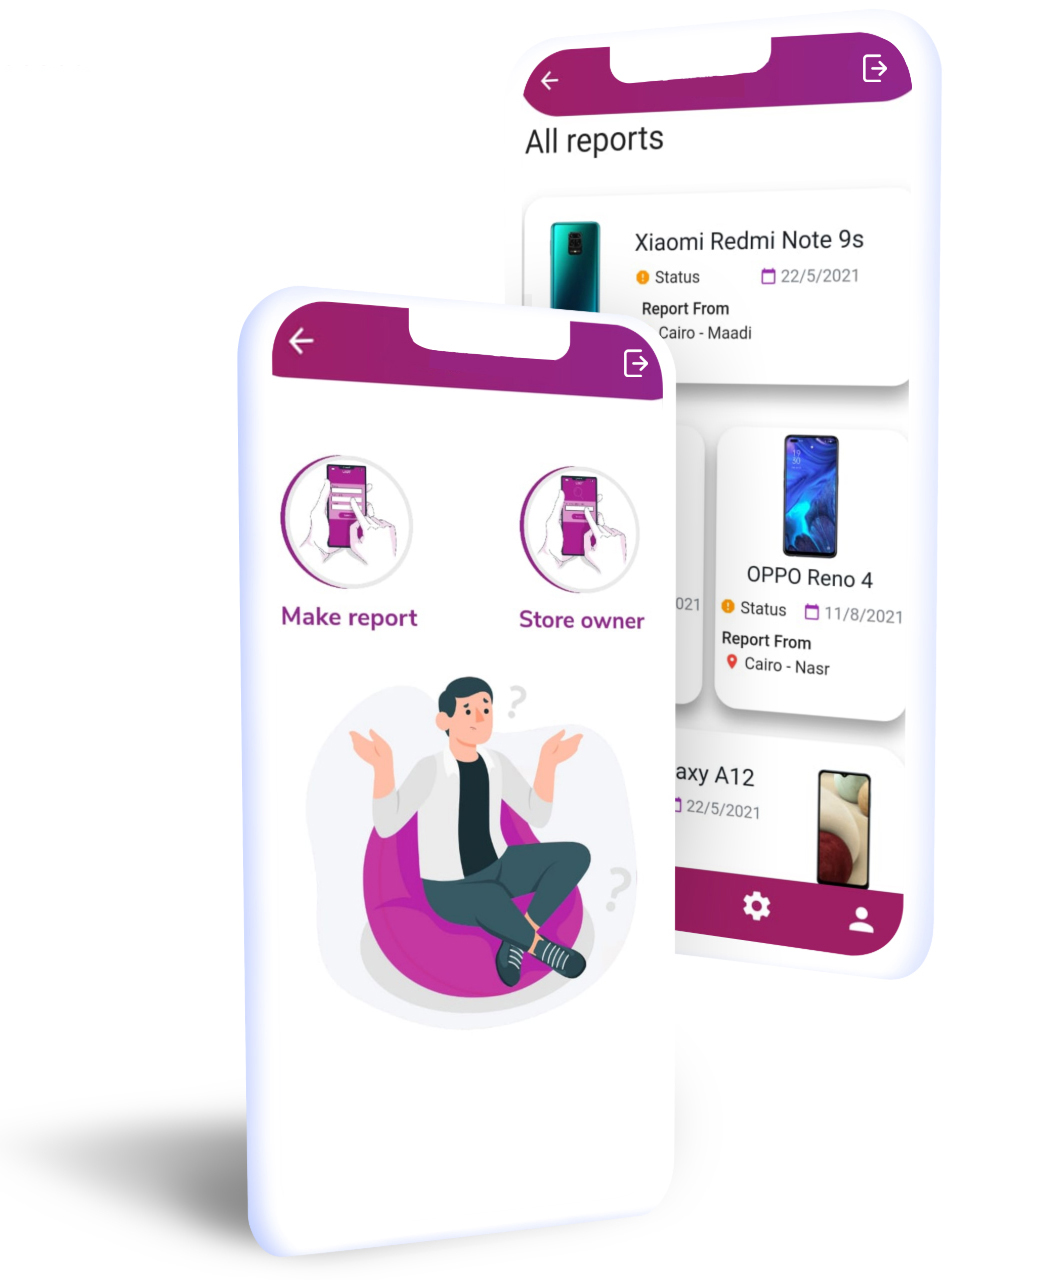 All reports
Xiaomi Redmi Note 9s
Status
22/5/2021
Report From
Cairo - Maadi
021
OPPO Reno 4
Status
11/8/2021
Report From
Cairo - Nasr
axy A12
22/5/2021
Make report
Store owner
?
?